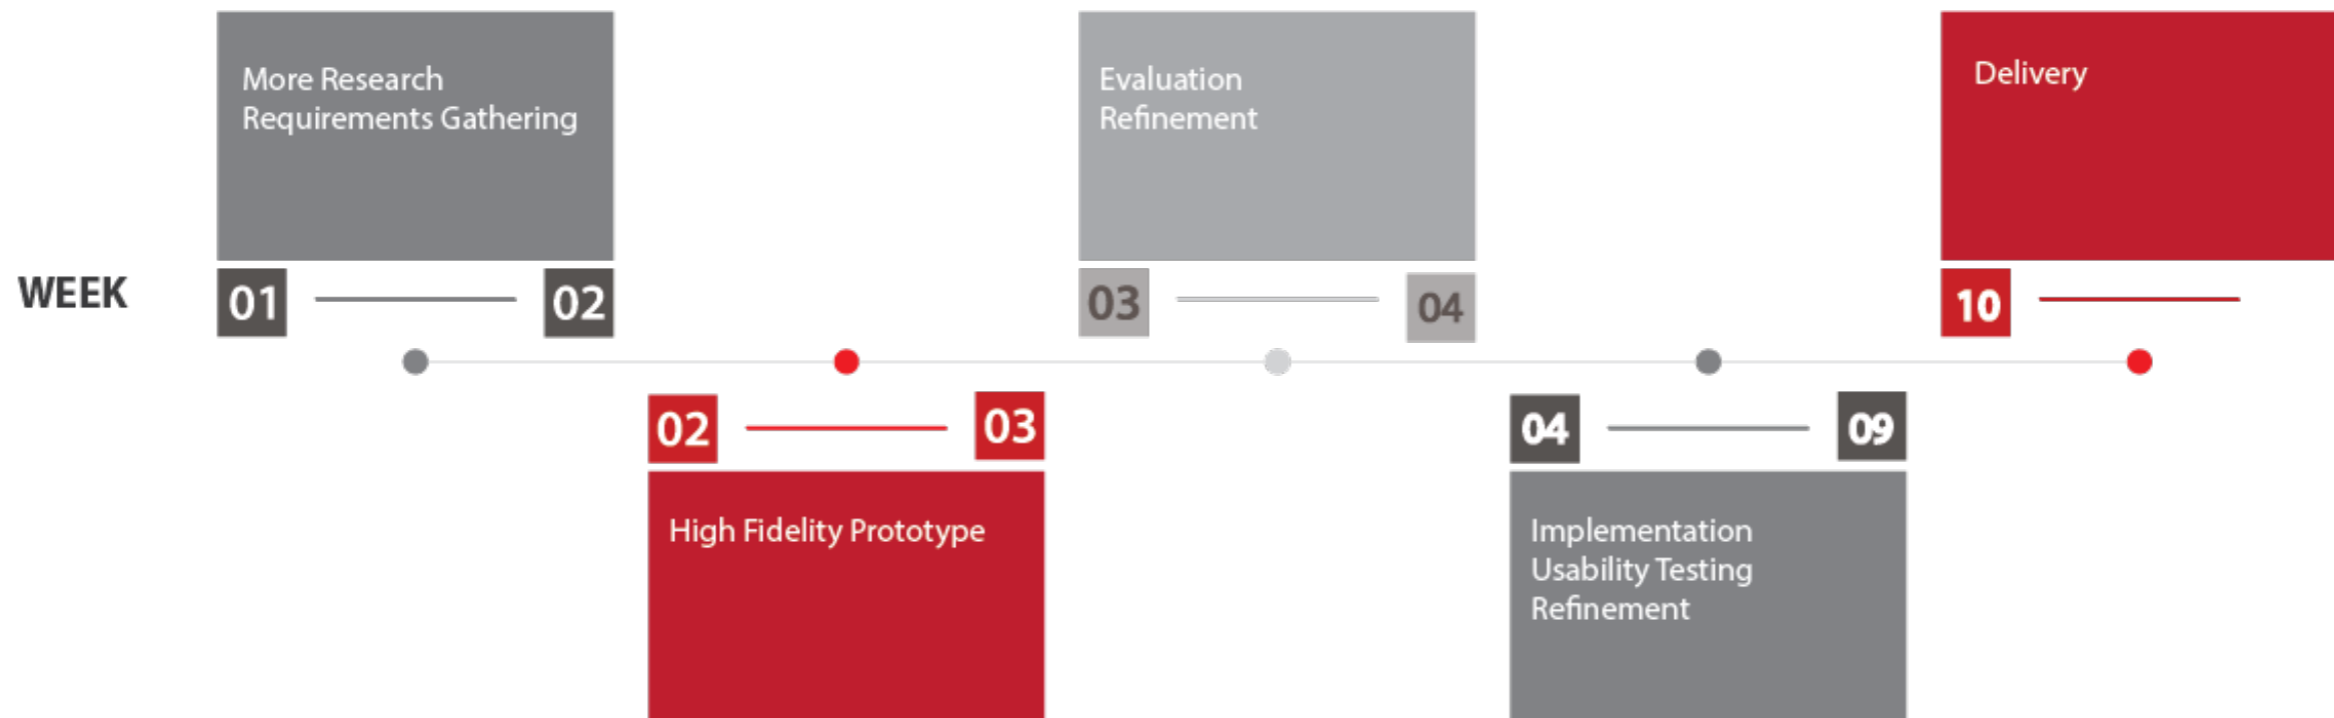 More Research
Requirements Gathering
Evaluation
Refinement
Delivery
WEEK
01
02
03
04
10
02
03
04
09
High Fidelity Prototype
Implementation
Usability Testing
Refinement